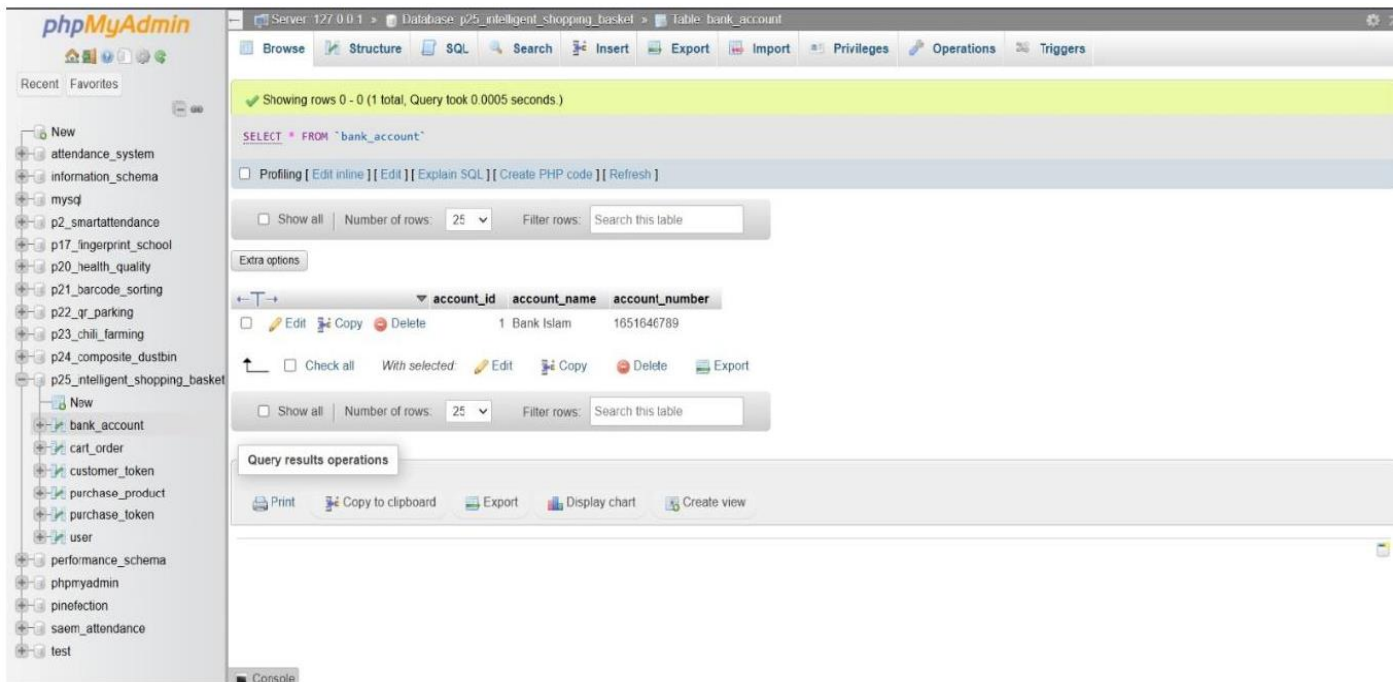 phpMyAdmin
Recent Favorites
New
attendance_system
information_schema
mysql
p2_smartattendance
p17_fingerprint_school
p20_health_quality
p21_barcode_sorting
p22_qr_parking
p23_chili_farming
p24_composite_dustbin
p25_intelligent_shopping_basket
New
bank_account
cart_order
customer_token
purchase_product
purchase_token
user
performance_schema
phpmyadmin
pinefection
saem_attendance
test
Server: 127.0.0.1 » Database: p25_intelligent_shopping_basket » Table: bank_account
Browse Structure SQL Search Insert Export Import Privileges Operations Triggers
Showing rows 0 - 0 (1 total, Query took 0.0005 seconds.)
SELECT * FROM `bank_account`
Profiling [ Edit inline ] [ Edit ] [ Explain SQL ] [ Create PHP code ] [ Refresh ]
Show all | Number of rows: 25 Filter rows: Search this table
Extra options
←T→ ▼ account_id account_name account_number
Edit Copy Delete 1 Bank Islam 1651646789
Check all With selected: Edit Copy Delete Export
Show all | Number of rows: 25 Filter rows: Search this table
Query results operations
Print Copy to clipboard Export Display chart Create view
Console